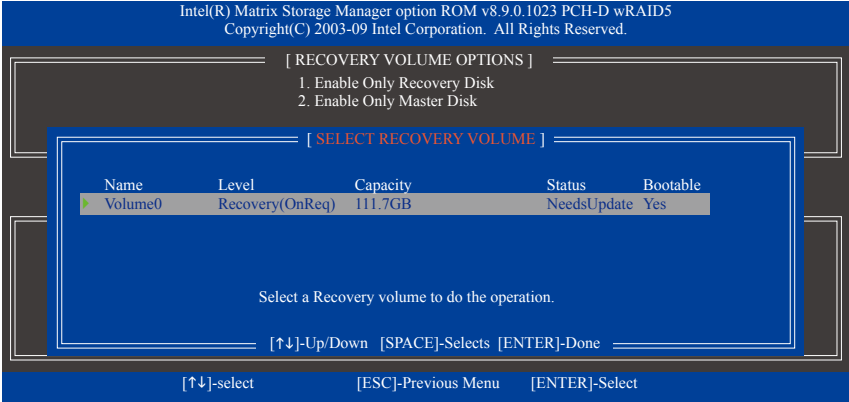 Intel(R) Matrix Storage Manager option ROM v8.9.0.1023 PCH-D wRAID5
Copyright(C) 2003-09 Intel Corporation. All Rights Reserved.
[ RECOVERY VOLUME OPTIONS ]
1. Enable Only Recovery Disk
2. Enable Only Master Disk
[ SELECT RECOVERY VOLUME ]
Name Level Capacity Status Bootable
Volume0 Recovery(OnReq) 111.7GB NeedsUpdate Yes
Select a Recovery volume to do the operation.
[↑↓]-Up/Down [SPACE]-Selects [ENTER]-Done
[↑↓]-select [ESC]-Previous Menu [ENTER]-Select